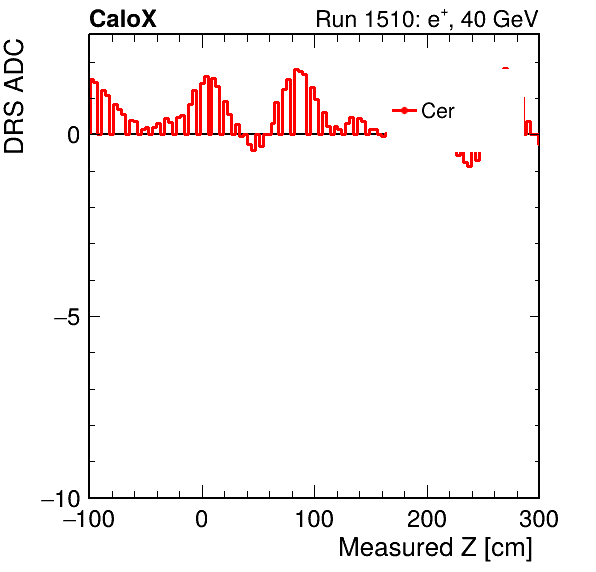 CaloX Run 1510: e⁺, 40 GeV
DRS ADC
Cer
0
−5
−10
−100 0 100 200 300
Measured Z [cm]